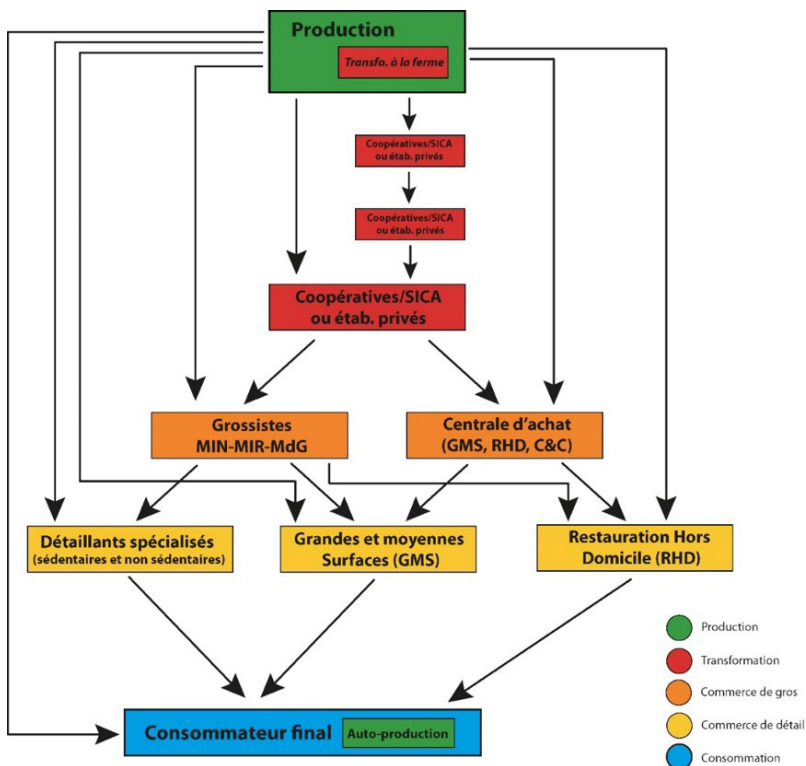 Production
Transfo. à la ferme
Coopératives/SICA
ou étab. privés
Coopératives/SICA
ou étab. privés
Coopératives/SICA
ou étab. privés
Grossistes
MIN-MIR-MdG
Centrale d'achat
(GMS, RHD, C&C)
Détaillants spécialisés
(sédentaires et non sédentaires)
Grandes et moyennes
Surfaces (GMS)
Restauration Hors
Domicile (RHD)
Production
Transformation
Commerce de gros
Commerce de détail
Consommation
Consommateur final
Auto-production